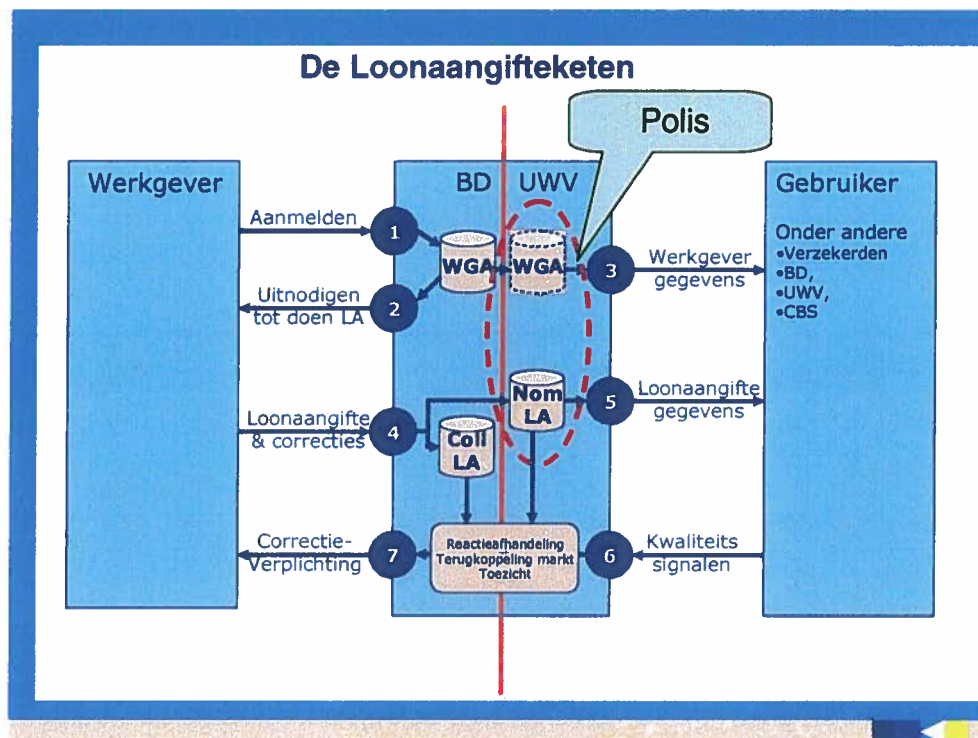 De Loonaangifteketen
Polis
Werkgever
BD
UWV
Gebruiker
Aanmelden
1
WGA
WGA
3
Werkgever
gegevens
Onder andere
•Verzekerden
•BD,
•UWV,
•CBS
Uitnodigen
tot doen LA
2
Loonaangifte
& correcties
4
Coll
LA
Nom
LA
5
Loonaangifte
gegevens
Correctie-
Verplichting
7
Reactieafhandeling
Terugkoppeling markt
Toezicht
6
Kwaliteits
signalen